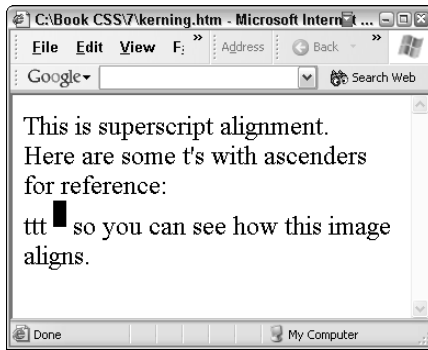 C:\Book CSS\7\kerning.htm - Microsoft Intern ...
File Edit View F » Address Back »
Google Search Web
This is superscript alignment.
Here are some t's with ascenders
for reference:
ttt so you can see how this image
aligns.
Done My Computer